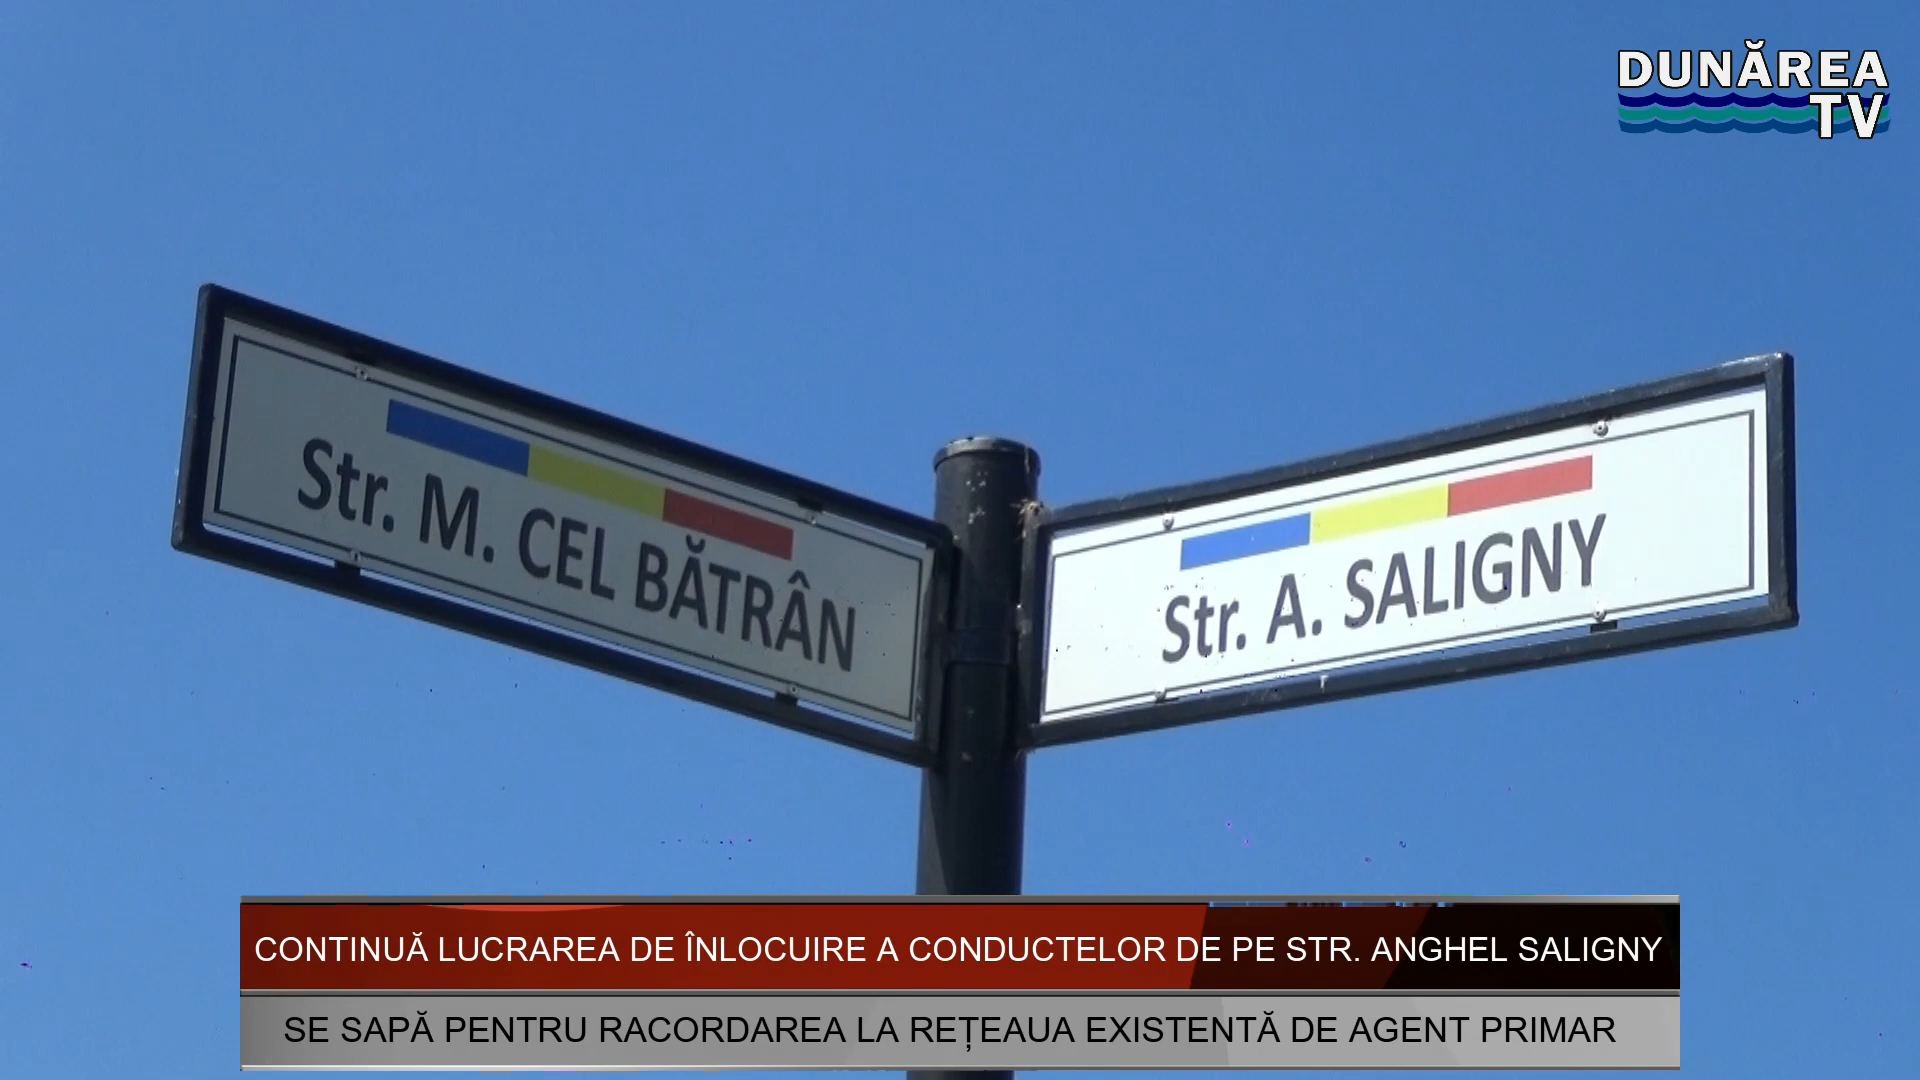 DUNĂREA
TV
Str. M. CEL BĂTRÂN
Str. A. SALIGNY
CONTINUĂ LUCRAREA DE ÎNLOCUIRE A CONDUCTELOR DE PE STR. ANGHEL SALIGNY
SE SAPĂ PENTRU RACORDAREA LA REȚEAUA EXISTENTĂ DE AGENT PRIMAR